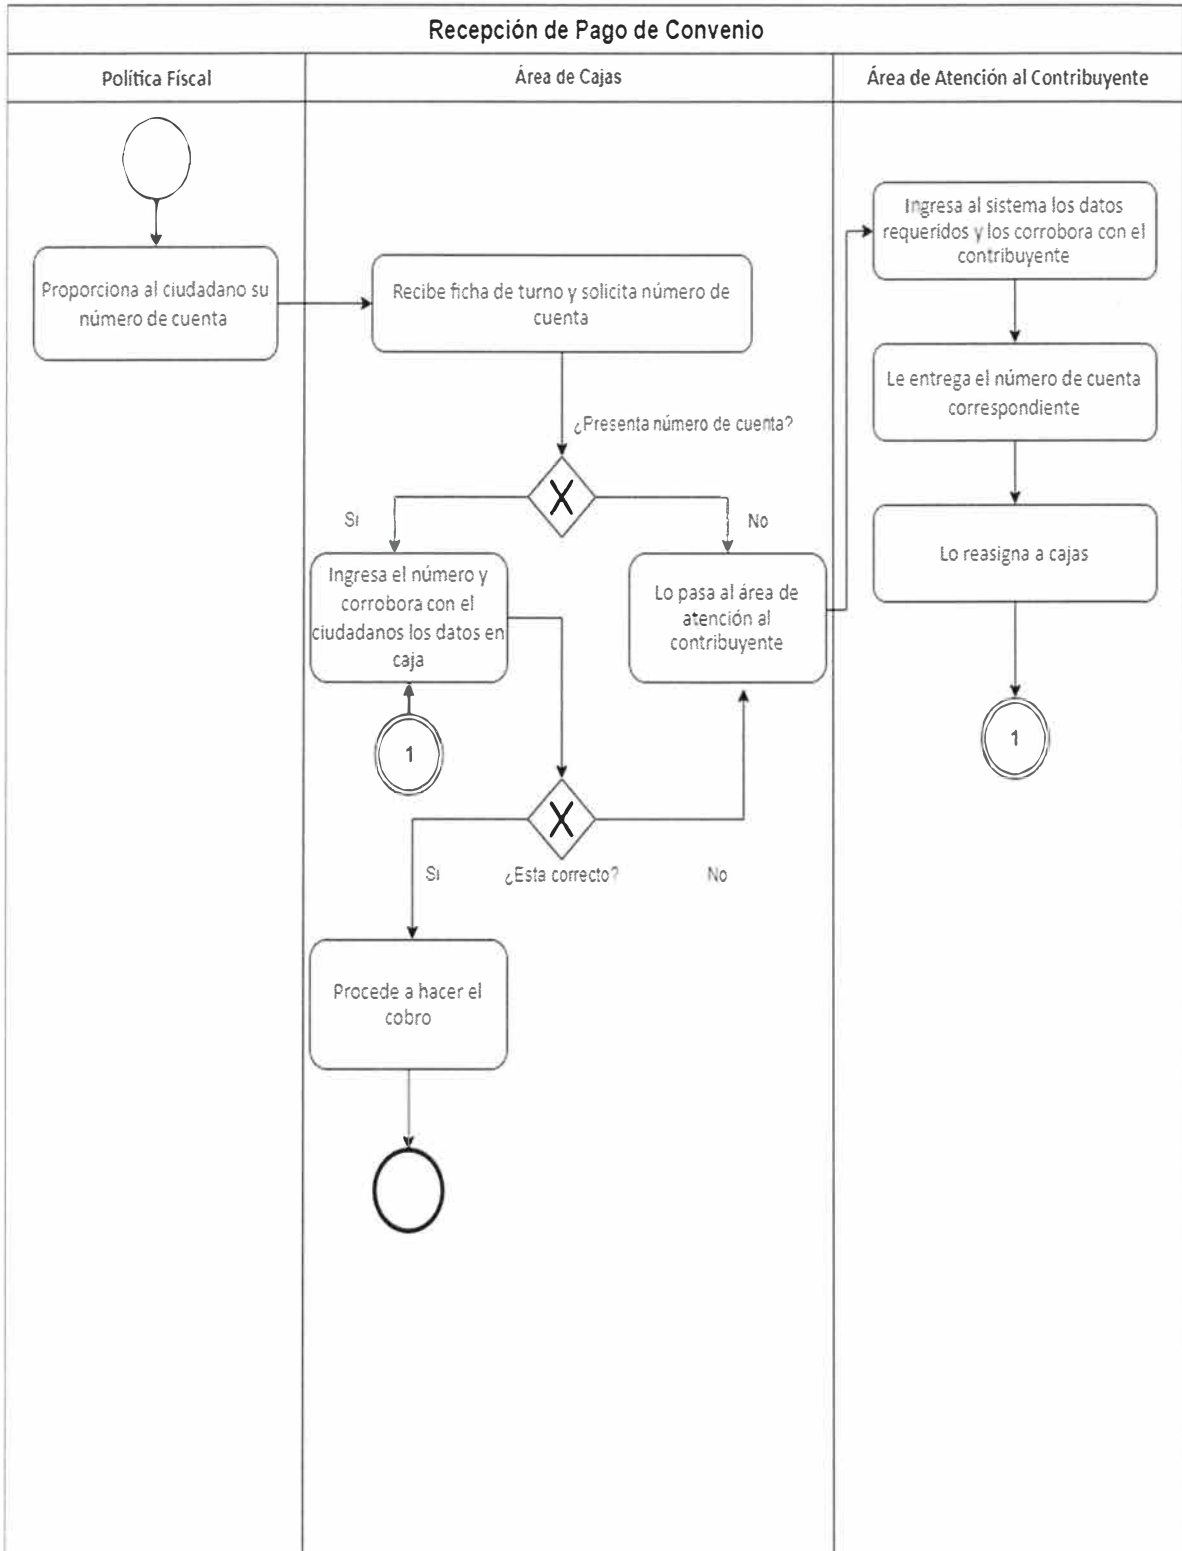 Recepción de Pago de Convenio
Política Fiscal
Área de Cajas
Área de Atención al Contribuyente
Proporciona al ciudadano su
número de cuenta
Recibe ficha de turno y solicita número de
cuenta
¿Presenta número de cuenta?
Si
No
Ingresa el número y
corrobora con el
ciudadanos los datos en
caja
Lo pasa al área de
atención al
contribuyente
1
Si
¿Esta correcto?
No
Procede a hacer el
cobro
Ingresa al sistema los datos
requeridos y los corrobora con el
contribuyente
Le entrega el número de cuenta
correspondiente
Lo reasigna a cajas
1